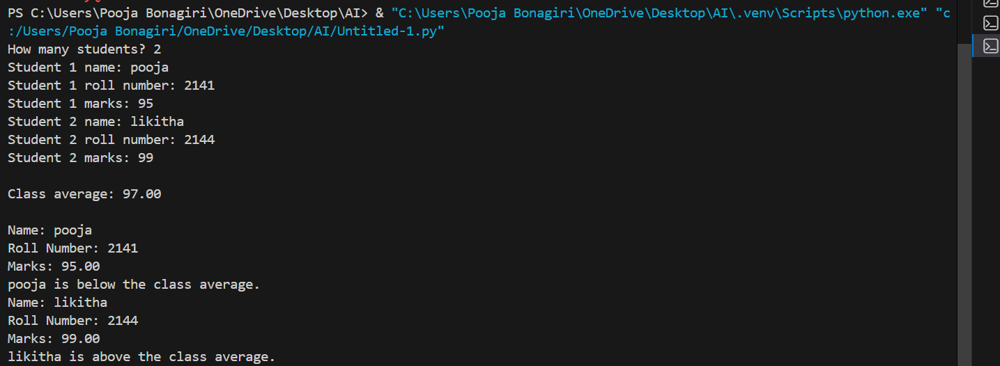 PS C:\Users\Pooja Bonagiri\OneDrive\Desktop\AI> & "C:\Users\Pooja Bonagiri\OneDrive\Desktop\AI\.venv\Scripts\python.exe" "c
:/Users/Pooja Bonagiri/OneDrive/Desktop/AI/Untitled-1.py"
How many students? 2
Student 1 name: pooja
Student 1 roll number: 2141
Student 1 marks: 95
Student 2 name: likitha
Student 2 roll number: 2144
Student 2 marks: 99
Class average: 97.00
Name: pooja
Roll Number: 2141
Marks: 95.00
pooja is below the class average.
Name: likitha
Roll Number: 2144
Marks: 99.00
likitha is above the class average.